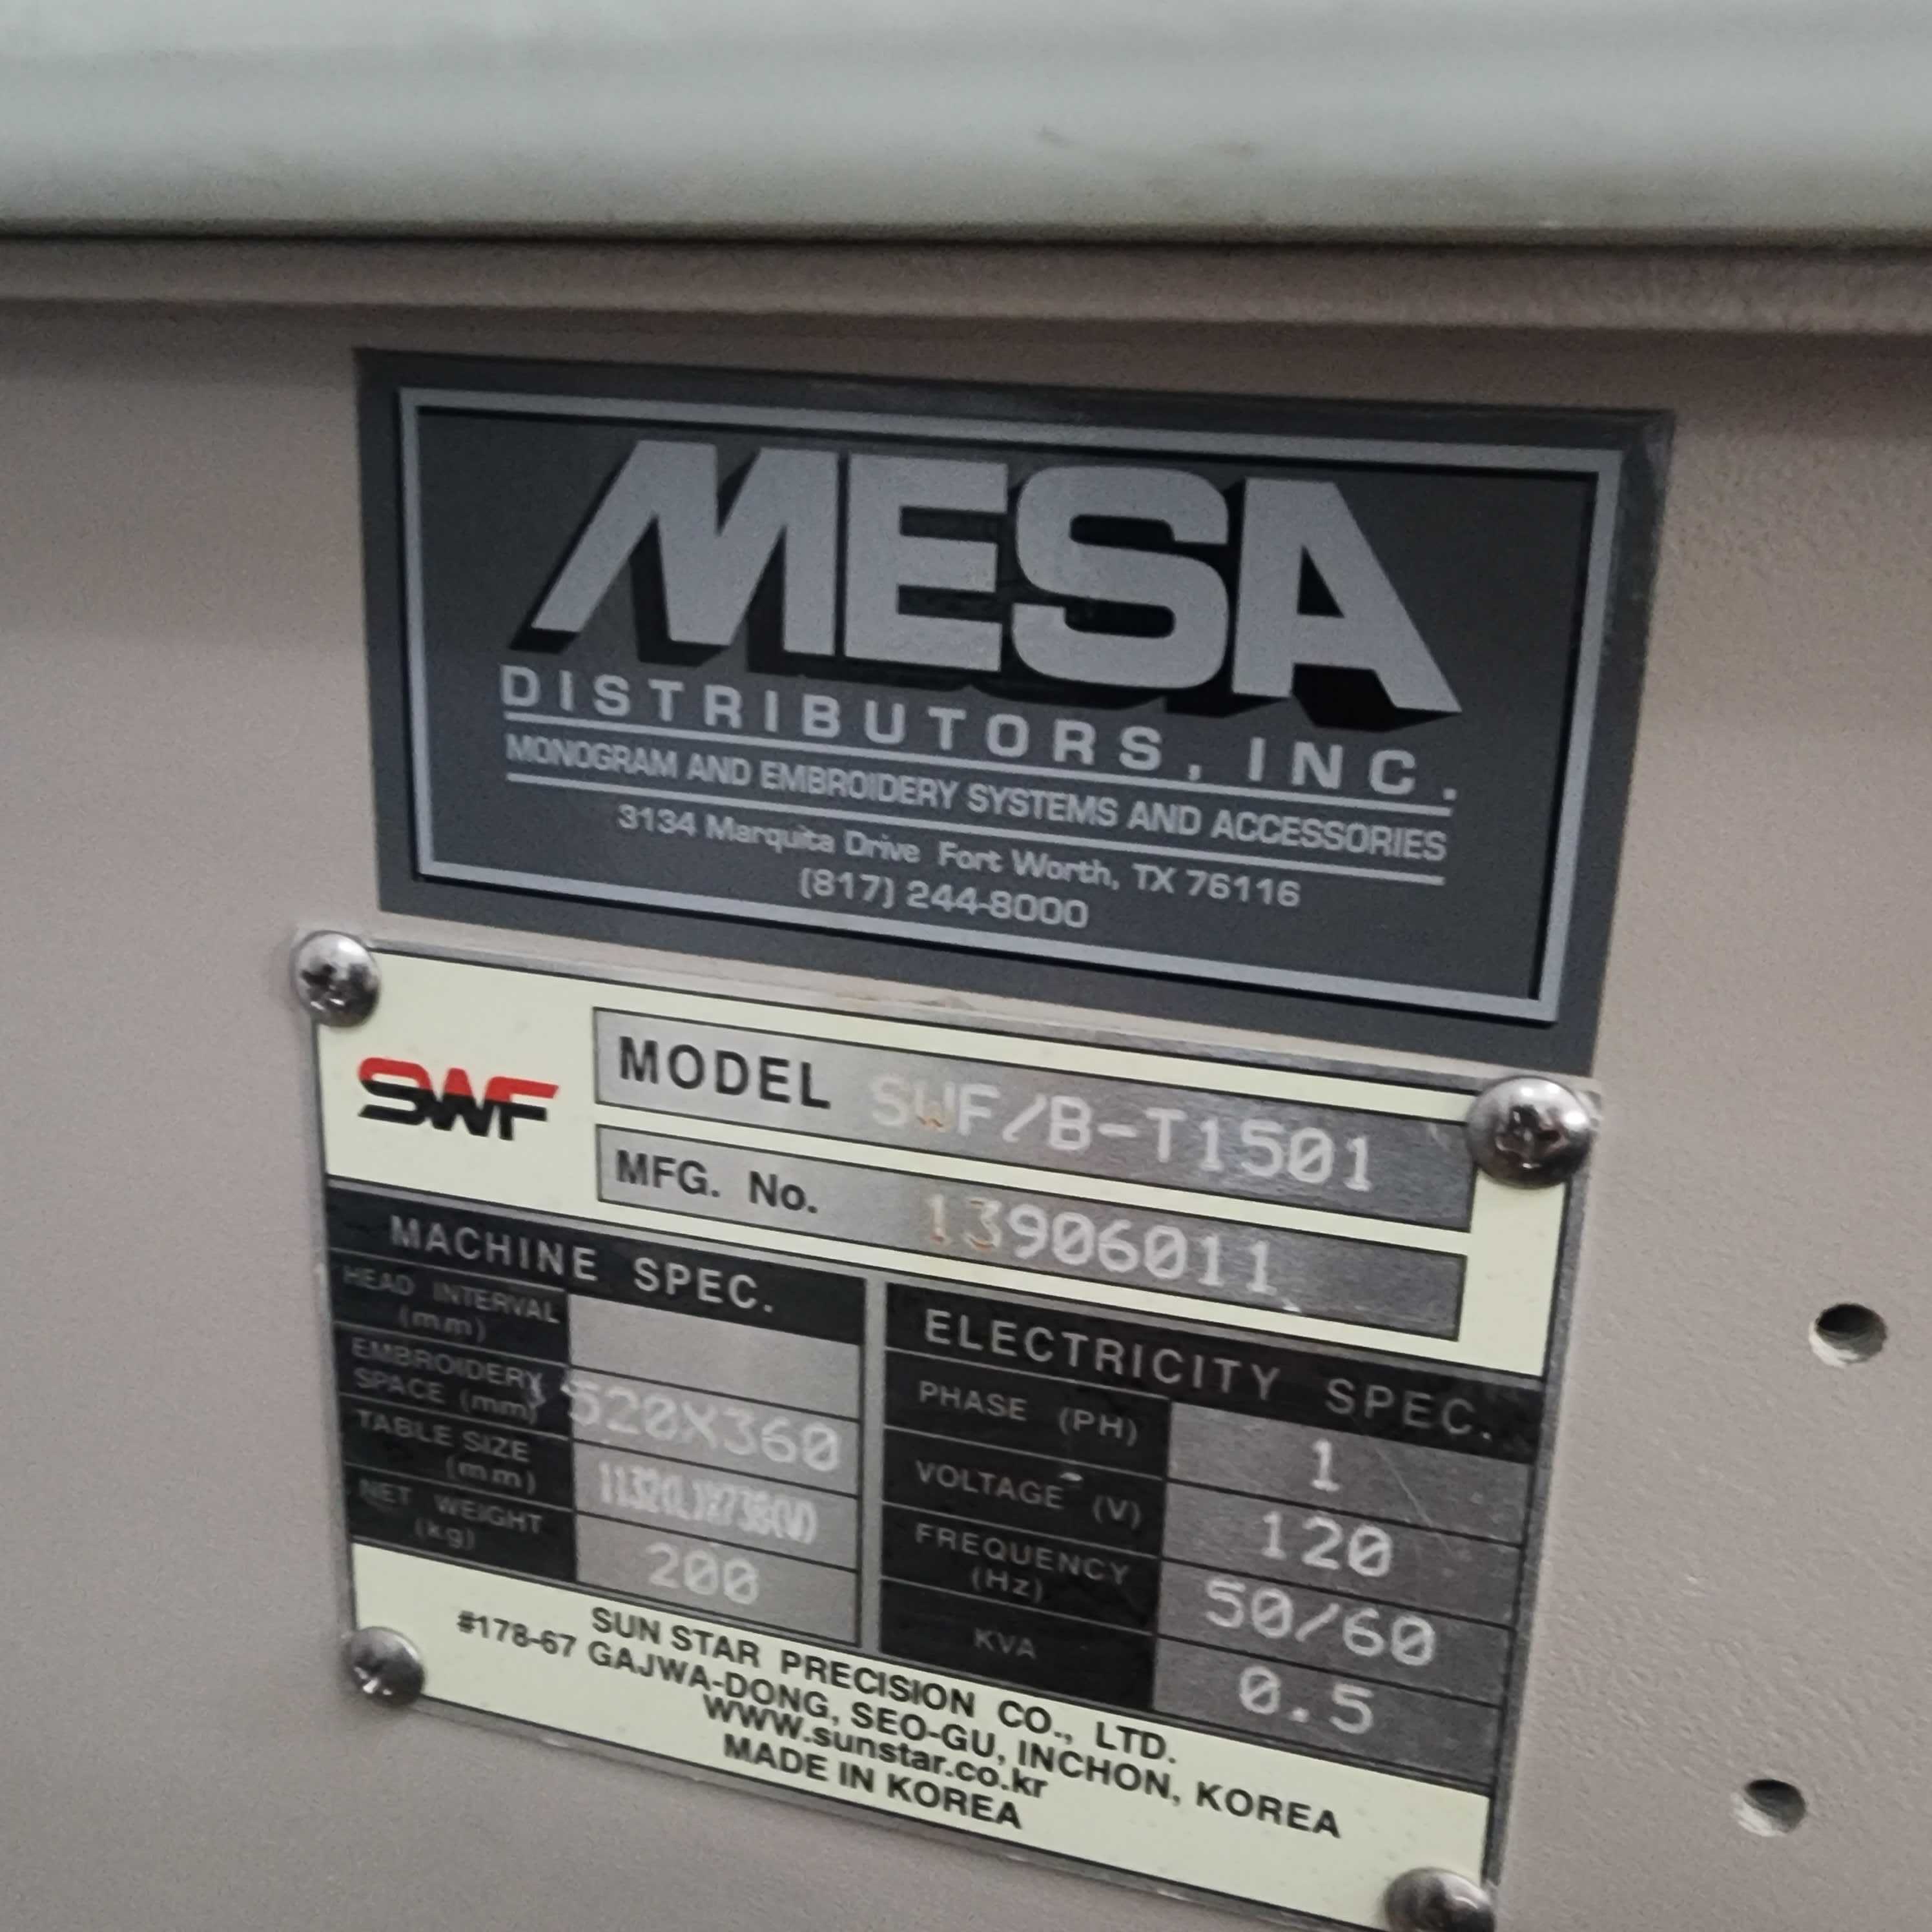 MESA
DISTRIBUTORS, INC.
MONOGRAM AND EMBROIDERY SYSTEMS AND ACCESSORIES
3134 Marquita Drive Fort Worth, TX 76116
(817) 244-8000
SWF
MODEL SWF/B-T1501
MFG. No. 13906011
MACHINE SPEC.
HEAD INTERVAL
(mm)
EMBROIDERY
SPACE (mm) 520X360
TABLE SIZE
(mm) 1132(L)X738(W)
NET WEIGHT
(kg) 200
ELECTRICITY SPEC.
PHASE (PH) 1
VOLTAGE (V) 120
FREQUENCY
(Hz) 50/60
KVA 0.5
SUN STAR PRECISION CO., LTD.
#178-67 GAJWA-DONG, SEO-GU, INCHON, KOREA
WWW.sunstar.co.kr
MADE IN KOREA